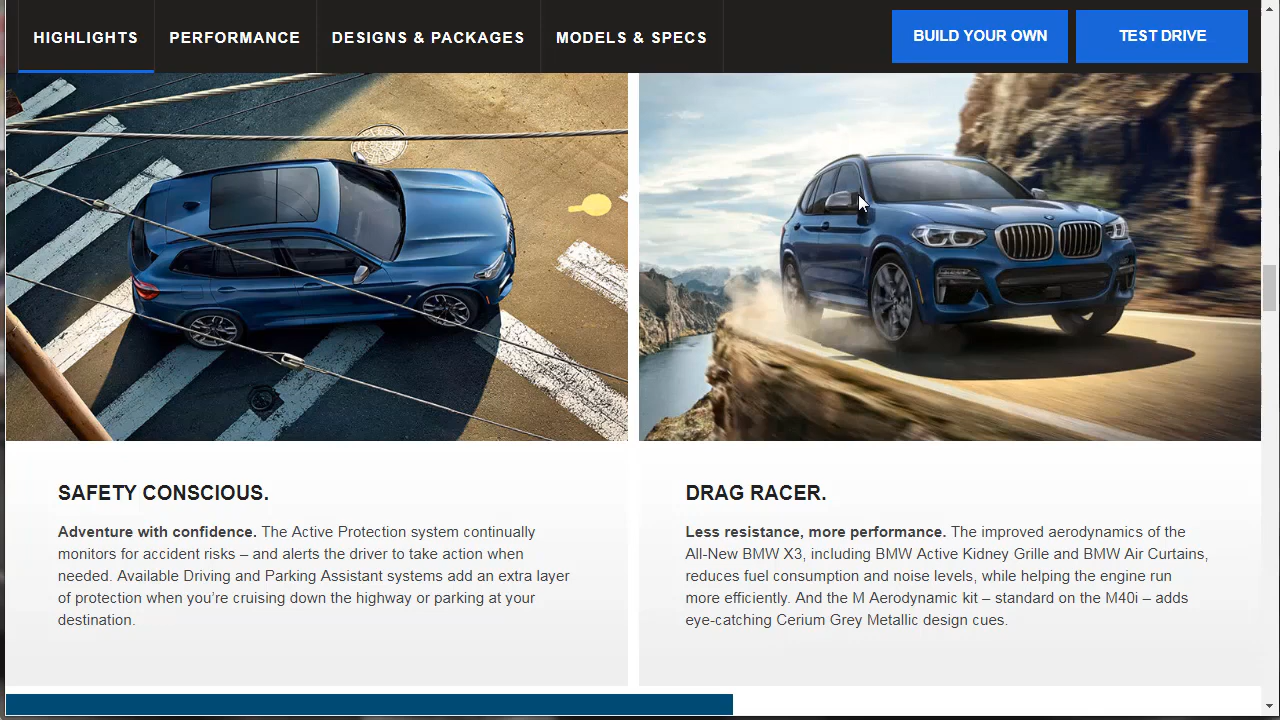 HIGHLIGHTS
PERFORMANCE
DESIGNS & PACKAGES
MODELS & SPECS
BUILD YOUR OWN
TEST DRIVE
SAFETY CONSCIOUS.
Adventure with confidence. The Active Protection system continually
monitors for accident risks – and alerts the driver to take action when
needed. Available Driving and Parking Assistant systems add an extra layer
of protection when you’re cruising down the highway or parking at your
destination.
DRAG RACER.
Less resistance, more performance. The improved aerodynamics of the
All-New BMW X3, including BMW Active Kidney Grille and BMW Air Curtains,
reduces fuel consumption and noise levels, while helping the engine run
more efficiently. And the M Aerodynamic kit – standard on the M40i – adds
eye-catching Cerium Grey Metallic design cues.